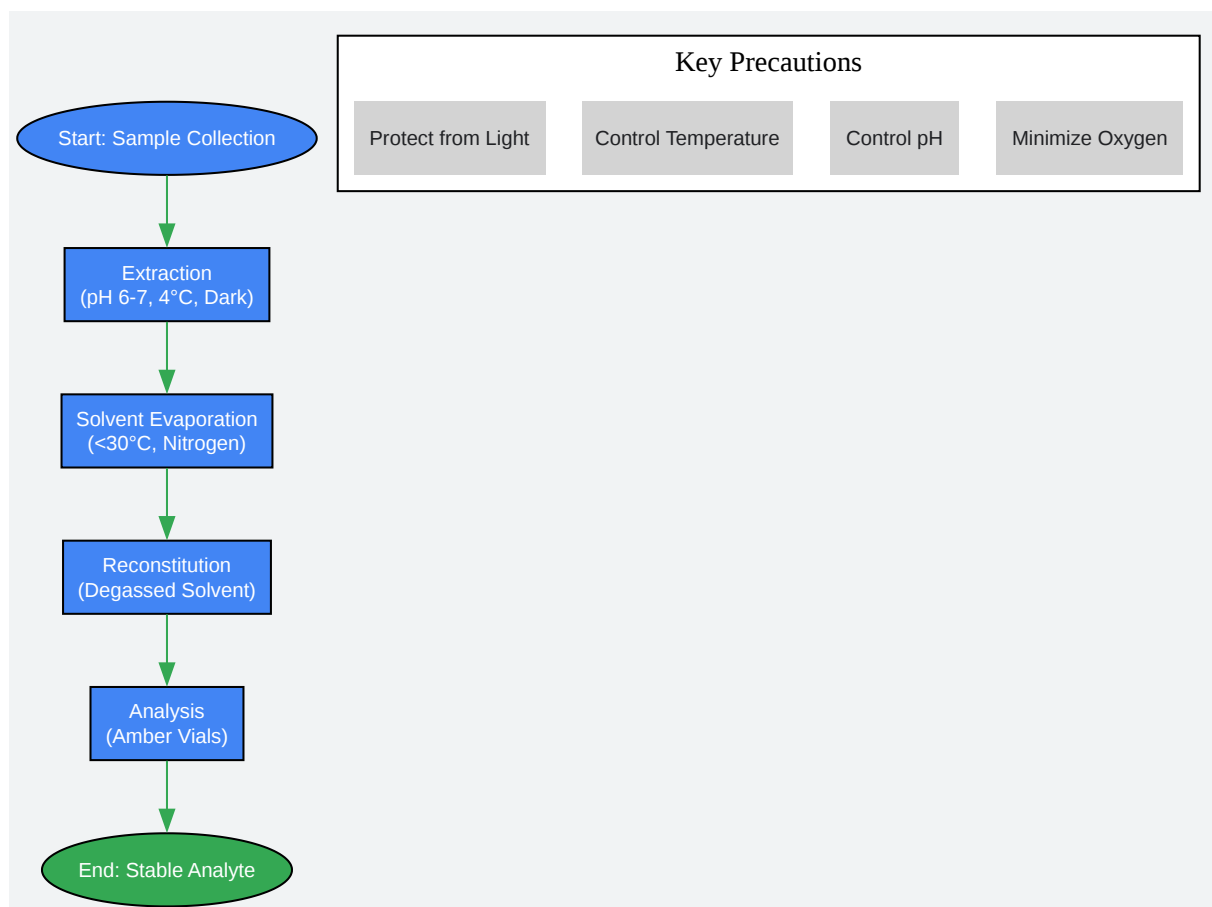 Key Precautions
Start: Sample Collection
Protect from Light
Control Temperature
Control pH
Minimize Oxygen
Extraction
(pH 6-7, 4°C, Dark)
Solvent Evaporation
(<30°C, Nitrogen)
Reconstitution
(Degassed Solvent)
Analysis
(Amber Vials)
End: Stable Analyte